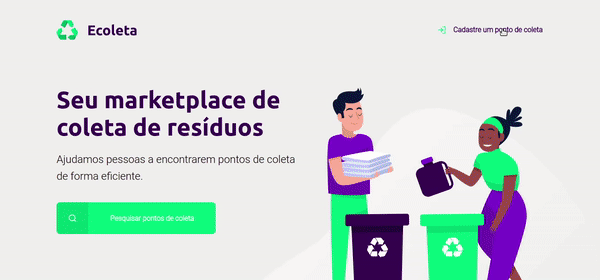 Ecoleta
Cadastre um ponto de coleta
Seu marketplace de
coleta de resíduos
Ajudamos pessoas a encontrarem pontos de coleta
de forma eficiente.
Pesquisar pontos de coleta